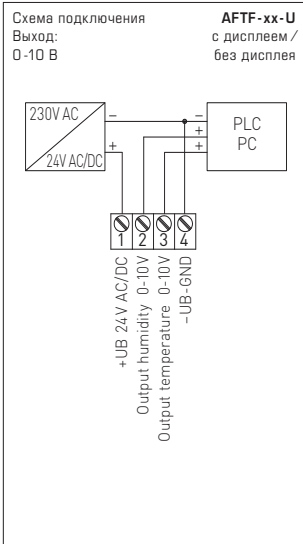 Схема подключения
Выход:
0-10 В
AFTF-xx-U
с дисплеем /
без дисплея
230V AC
24V AC/DC
−
+
−
+
+
PLC
PC
1 2 3 4
+UB 24V AC/DC
Output humidity 0-10V
Output temperature 0-10V
−UB-GND